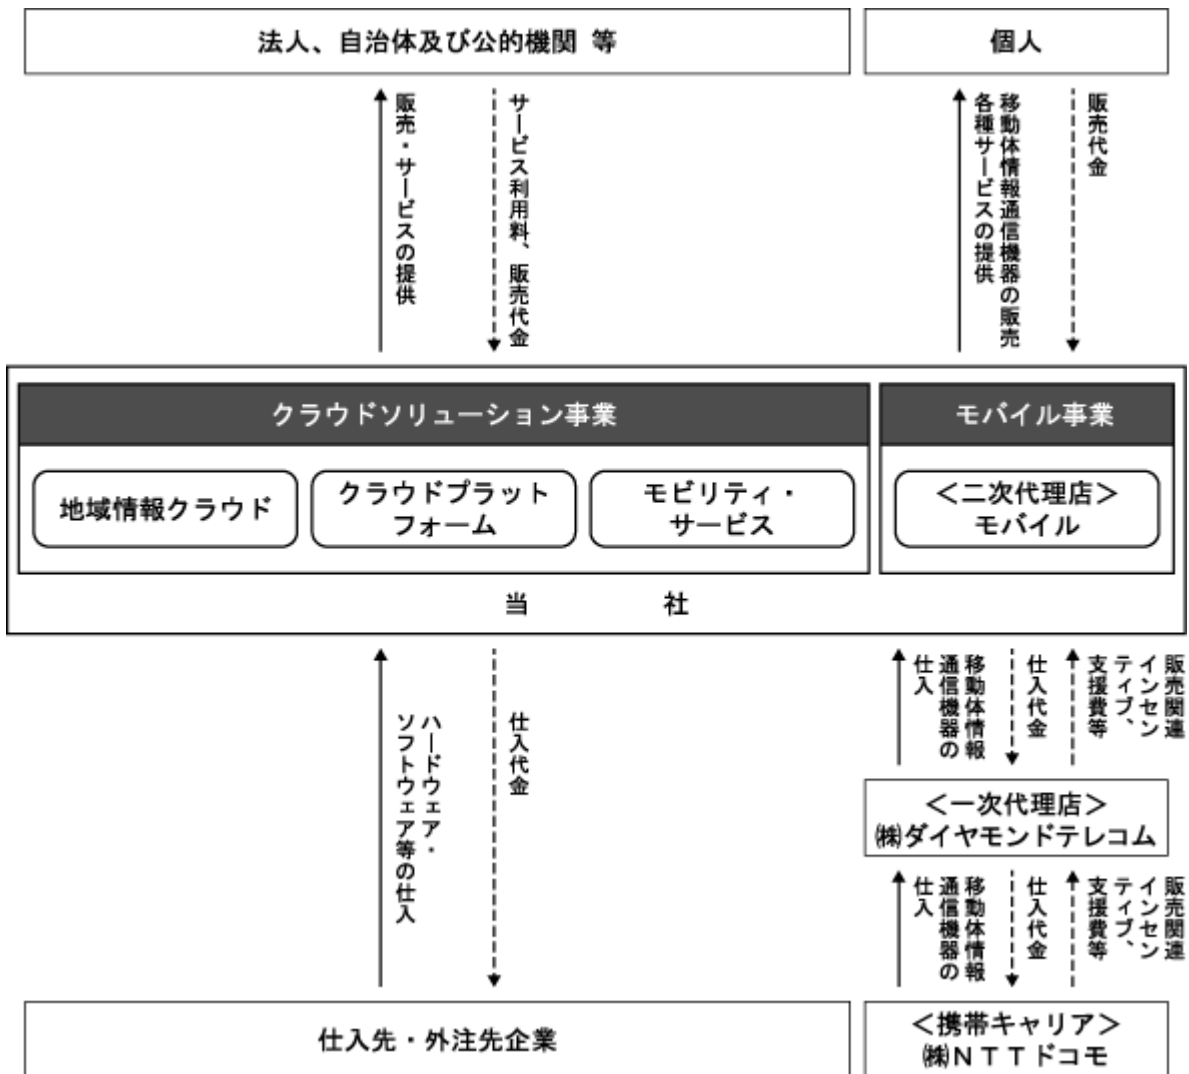 法人、自治体及び公的機関 等
個人
販売・サービスの提供
サービス利用料、販売代金
移動体情報通信機器の販売
各種サービスの提供
販売代金
クラウドソリューション事業
モバイル事業
地域情報クラウド
クラウドプラット
フォーム
モビリティ・
サービス
＜二次代理店＞
モバイル
当 社
ハードウェア・
ソフトウェア等の仕入
仕入代金
移動体情報
通信機器の
仕入
仕入代金
販売関連
インセン
ティブ、
支援費等
＜一次代理店＞
㈱ダイヤモンドテレコム
移動体情報
通信機器の
仕入
仕入代金
販売関連
インセン
ティブ、
支援費等
仕入先・外注先企業
＜携帯キャリア＞
㈱ＮＴＴドコモ